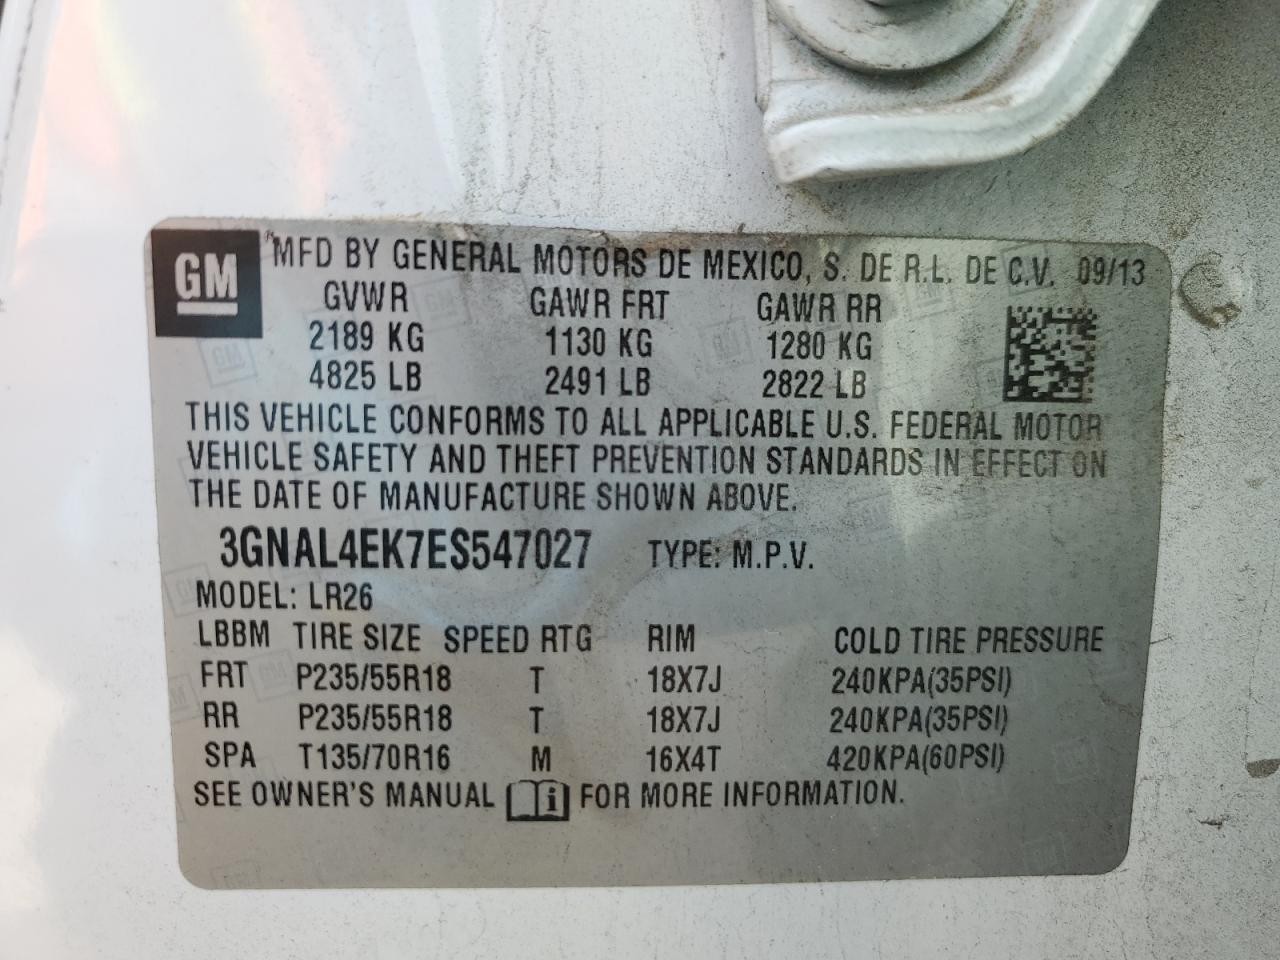 GM
MFD BY GENERAL MOTORS DE MEXICO, S. DE R.L. DE C.V. 09/13
GVWR GAWR FRT GAWR RR
2189 KG 1130 KG 1280 KG
4825 LB 2491 LB 2822 LB
THIS VEHICLE CONFORMS TO ALL APPLICABLE U.S. FEDERAL MOTOR
VEHICLE SAFETY AND THEFT PREVENTION STANDARDS IN EFFECT ON
THE DATE OF MANUFACTURE SHOWN ABOVE.
3GNAL4EK7ES547027 TYPE: M.P.V.
MODEL: LR26
LBBM TIRE SIZE SPEED RTG RIM COLD TIRE PRESSURE
FRT P235/55R18 T 18X7J 240KPA(35PSI)
RR P235/55R18 T 18X7J 240KPA(35PSI)
SPA T135/70R16 M 16X4T 420KPA(60PSI)
SEE OWNER'S MANUAL i FOR MORE INFORMATION.